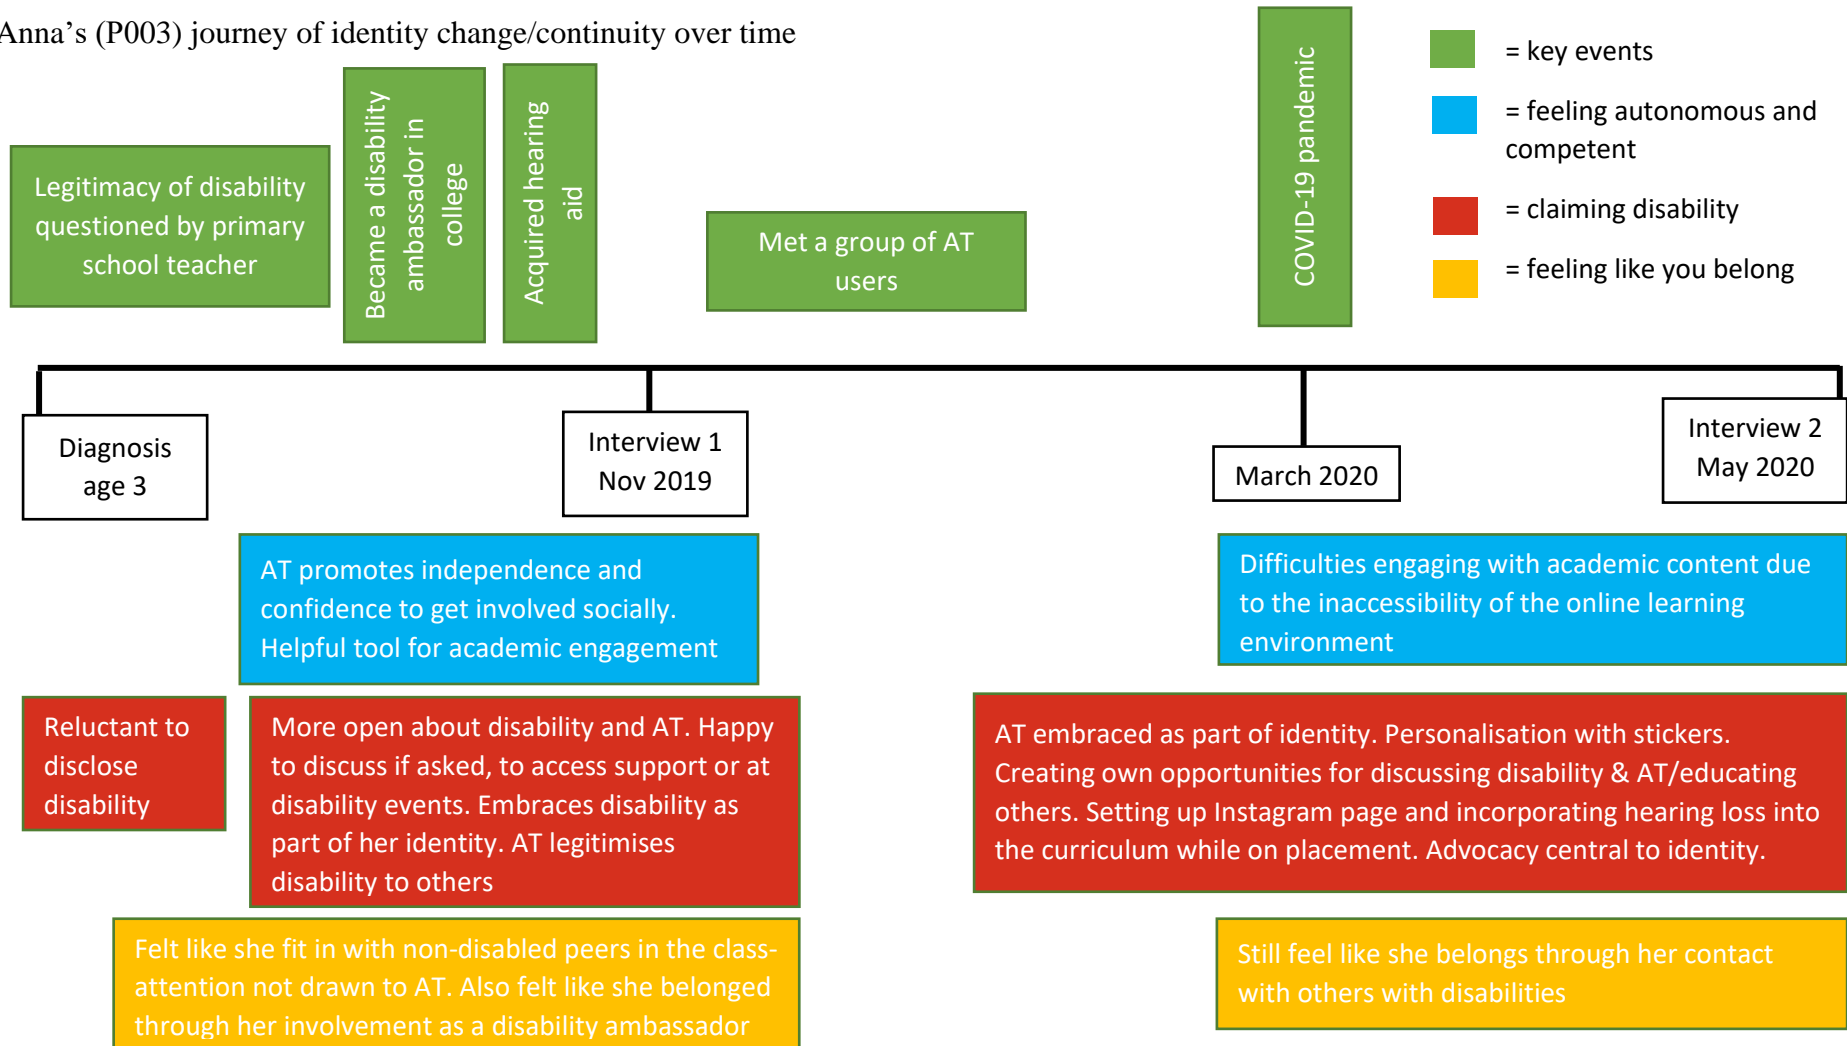 Anna’s (P003) journey of identity change/continuity over time
Legitimacy of disability
questioned by primary
school teacher
Became a disability
ambassador in
college
Acquired hearing
aid
Met a group of AT
users
COVID-19 pandemic
= key events
= feeling autonomous and
competent
= claiming disability
= feeling like you belong
Diagnosis
age 3
Interview 1
Nov 2019
March 2020
Interview 2
May 2020
AT promotes independence and
confidence to get involved socially.
Helpful tool for academic engagement
Difficulties engaging with academic content due
to the inaccessibility of the online learning
environment
Reluctant to
disclose
disability
More open about disability and AT. Happy
to discuss if asked, to access support or at
disability events. Embraces disability as
part of her identity. AT legitimises
disability to others
AT embraced as part of identity. Personalisation with stickers.
Creating own opportunities for discussing disability & AT/educating
others. Setting up Instagram page and incorporating hearing loss into
the curriculum while on placement. Advocacy central to identity.
Felt like she fit in with non-disabled peers in the class-
attention not drawn to AT. Also felt like she belonged
through her involvement as a disability ambassador
Still feel like she belongs through her contact
with others with disabilities